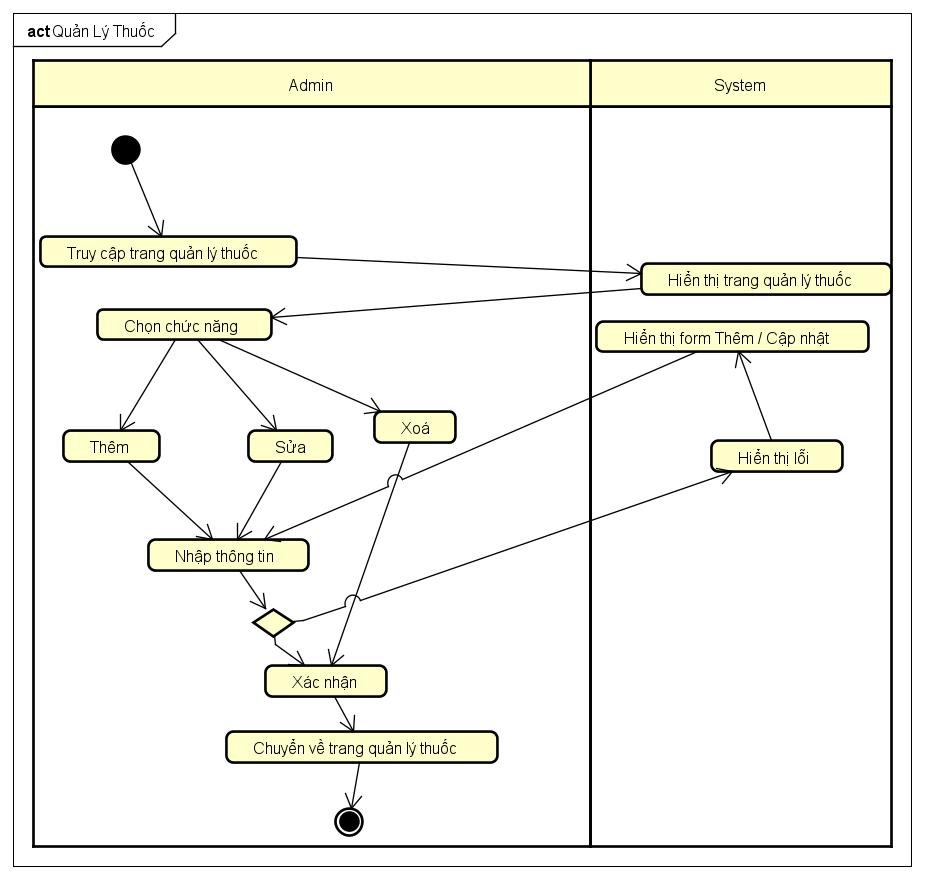 act Quản Lý Thuốc
Admin
System
Truy cập trang quản lý thuốc
Hiển thị trang quản lý thuốc
Chọn chức năng
Hiển thị form Thêm / Cập nhật
Xoá
Thêm
Sửa
Hiển thị lỗi
Nhập thông tin
Xác nhận
Chuyển về trang quản lý thuốc